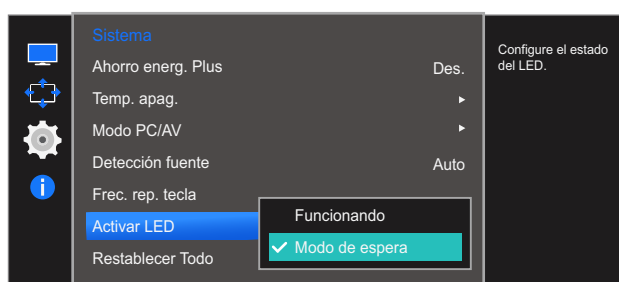 Sistema
Ahorro energ. Plus Des.
Temp. apag.
Modo PC/AV
Detección fuente Auto
Frec. rep. tecla
Activar LED
Restablecer Todo
Funcionando
Modo de espera
Configure el estado
del LED.